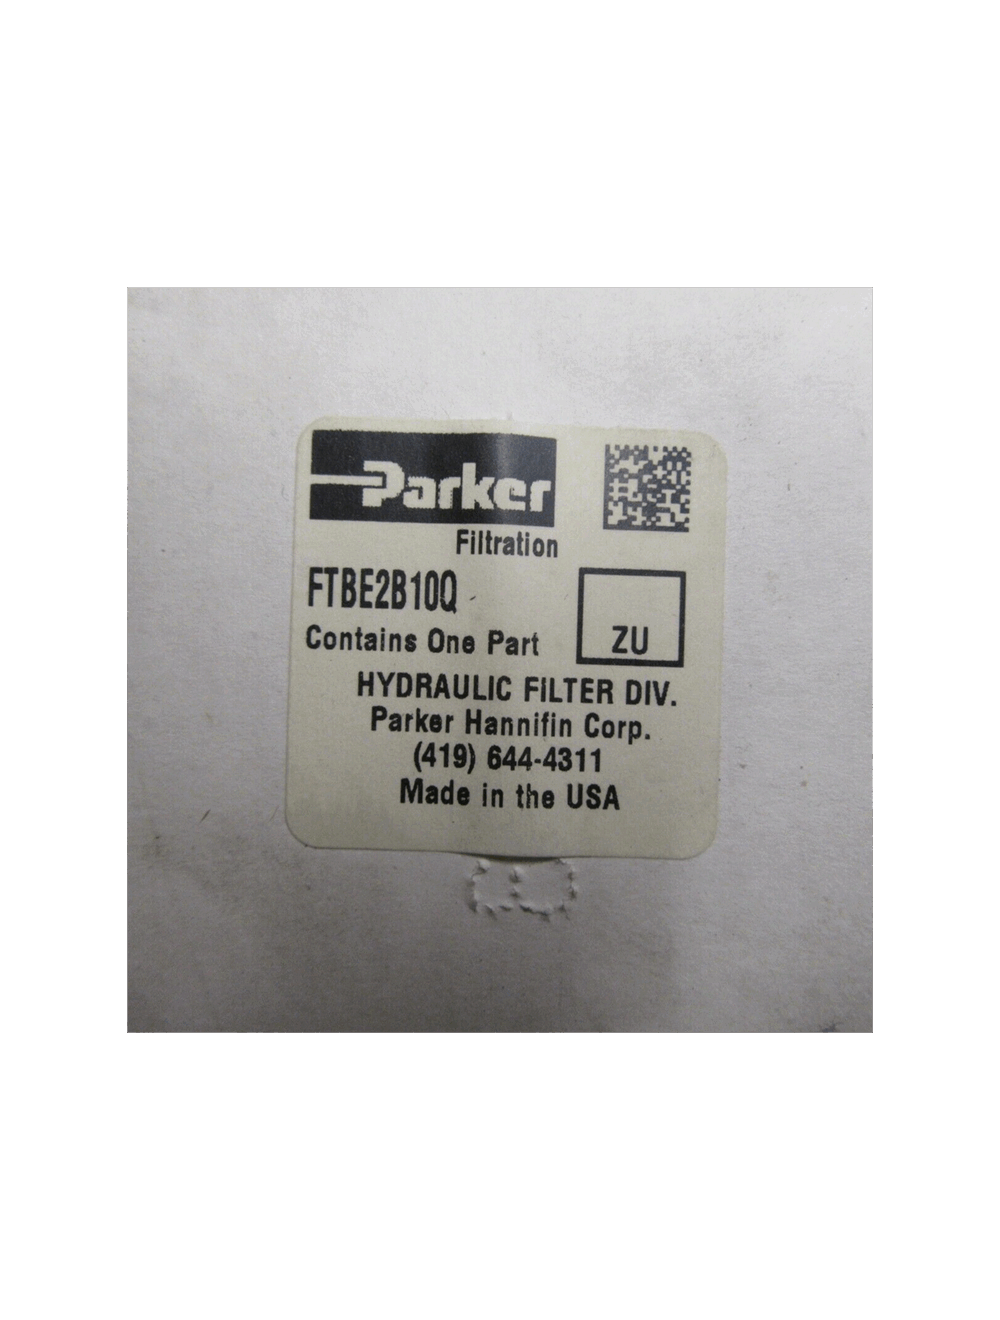 Parker
Filtration
FTBE2B10Q
Contains One Part
ZU
HYDRAULIC FILTER DIV.
Parker Hannifin Corp.
(419) 644-4311
Made in the USA